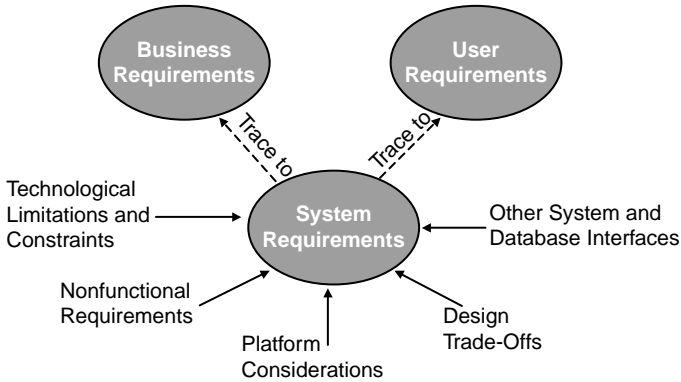 Business
Requirements
User
Requirements
Trace to
Trace to
Technological
Limitations and
Constraints
System
Requirements
Other System and
Database Interfaces
Nonfunctional
Requirements
Platform
Considerations
Design
Trade-Offs